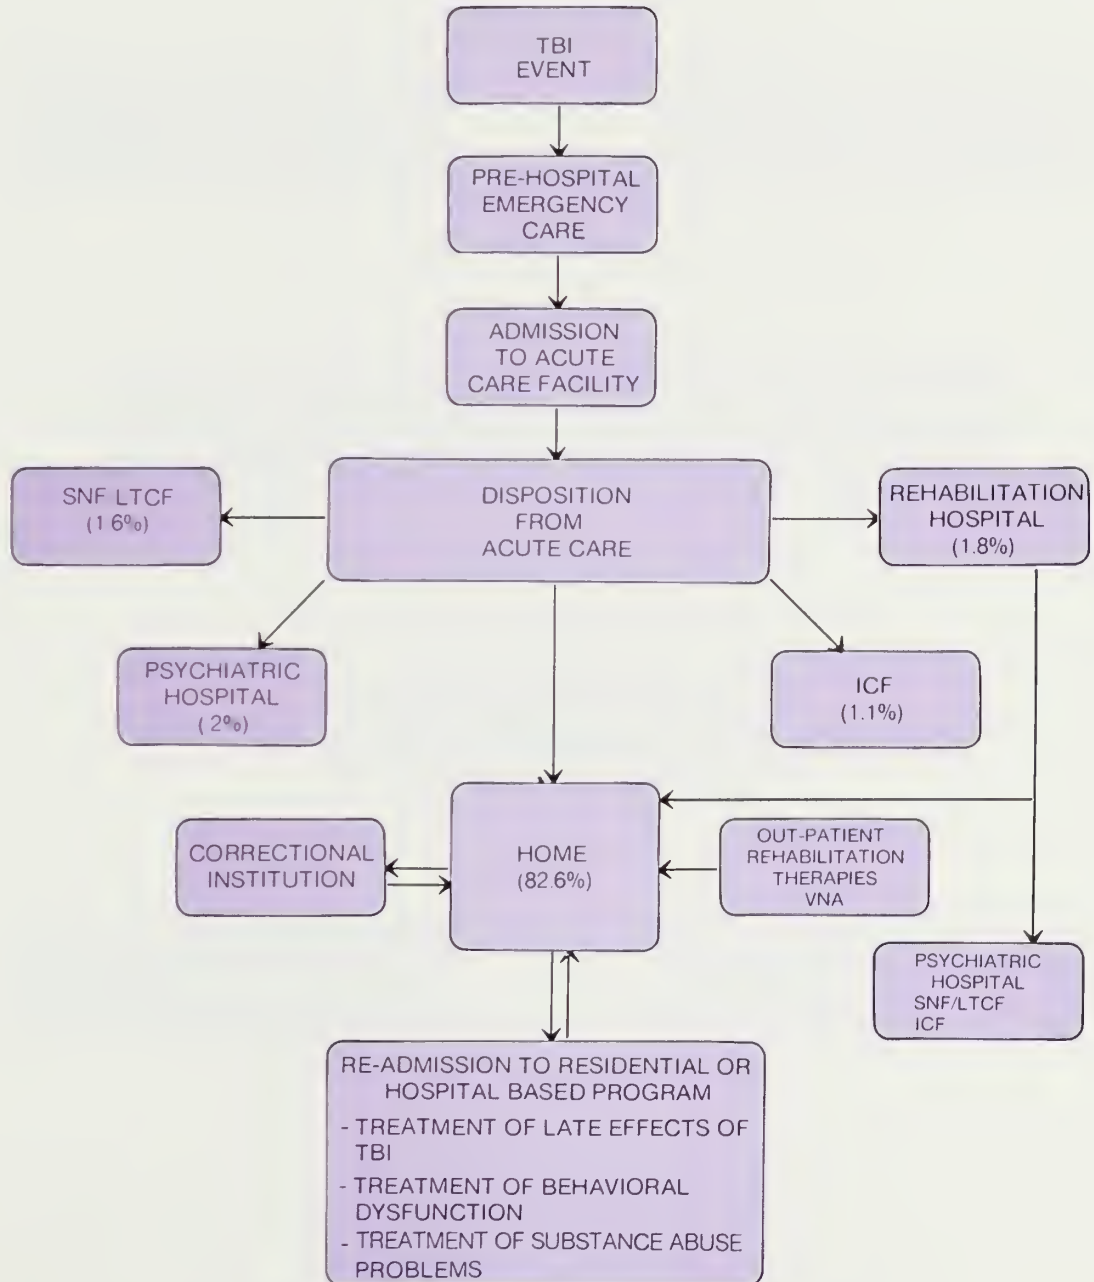 TBI
EVENT
PRE-HOSPITAL
EMERGENCY
CARE
ADMISSION
TO ACUTE
CARE FACILITY
SNF LTCF
(1 6%)
DISPOSITION
FROM
ACUTE CARE
REHABILITATION
HOSPITAL
(1.8%)
PSYCHIATRIC
HOSPITAL
( 2%)
ICF
(1.1%)
CORRECTIONAL
INSTITUTION
HOME
(82.6%)
OUT-PATIENT
REHABILITATION
THERAPIES
VNA
PSYCHIATRIC
HOSPITAL
SNF/LTCF
ICF
RE-ADMISSION TO RESIDENTIAL OR
HOSPITAL BASED PROGRAM
- TREATMENT OF LATE EFFECTS OF
TBI
- TREATMENT OF BEHAVIORAL
DYSFUNCTION
- TREATMENT OF SUBSTANCE ABUSE
PROBLEMS